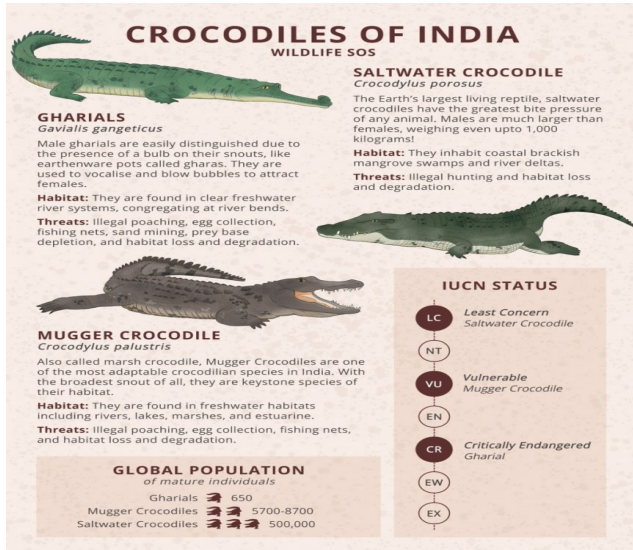 CROCODILES OF INDIA
WILDLIFE SOS
GHARIALS
Gavialis gangeticus
Male gharials are easily distinguished due to
the presence of a bulb on their snouts, like
earthenware pots called gharas. They are
used to vocalise and blow bubbles to attract
females.
Habitat: They are found in clear freshwater
river systems, congregating at river bends.
Threats: Illegal poaching, egg collection,
fishing nets, sand mining, prey base
depletion, and habitat loss and degradation.
SALTWATER CROCODILE
Crocodylus porosus
The Earth's largest living reptile, saltwater
crocodiles have the greatest bite pressure
of any animal. Males are much larger than
females, weighing even upto 1,000
kilograms!
Habitat: They inhabit coastal brackish
mangrove swamps and river deltas.
Threats: Illegal hunting and habitat loss
and degradation.
MUGGER CROCODILE
Crocodylus palustris
Also called marsh crocodile, Mugger Crocodiles are one
of the most adaptable crocodilian species in India. With
the broadest snout of all, they are keystone species of
their habitat.
Habitat: They are found in freshwater habitats
including rivers, lakes, marshes, and estuarine.
Threats: Illegal poaching, egg collection, fishing nets,
and habitat loss and degradation.
GLOBAL POPULATION
of mature individuals
Gharials 650
Mugger Crocodiles 5700-8700
Saltwater Crocodiles 500,000
IUCN STATUS
LC Least Concern
Saltwater Crocodile
NT
VU Vulnerable
Mugger Crocodile
EN
CR Critically Endangered
Gharial
EW
EX